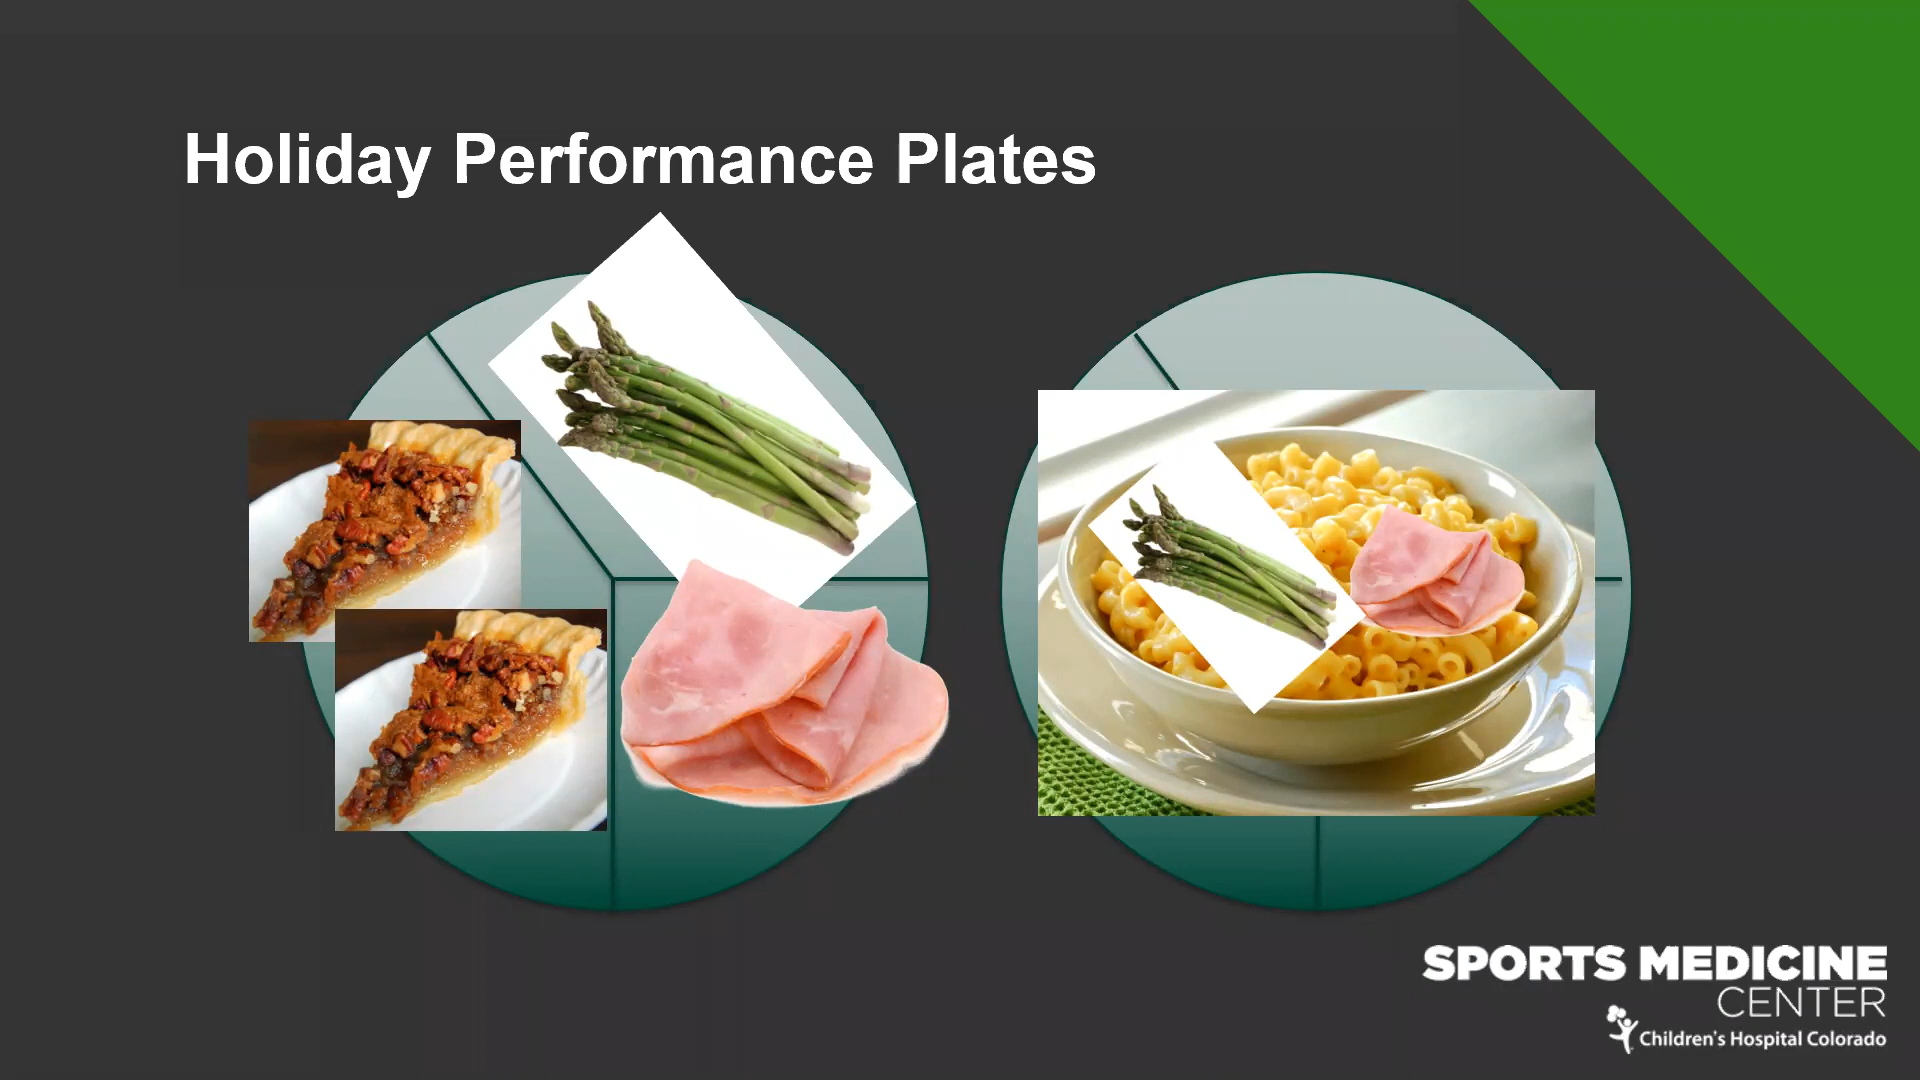 Holiday Performance Plates
SPORTS MEDICINE
CENTER
Children's Hospital Colorado